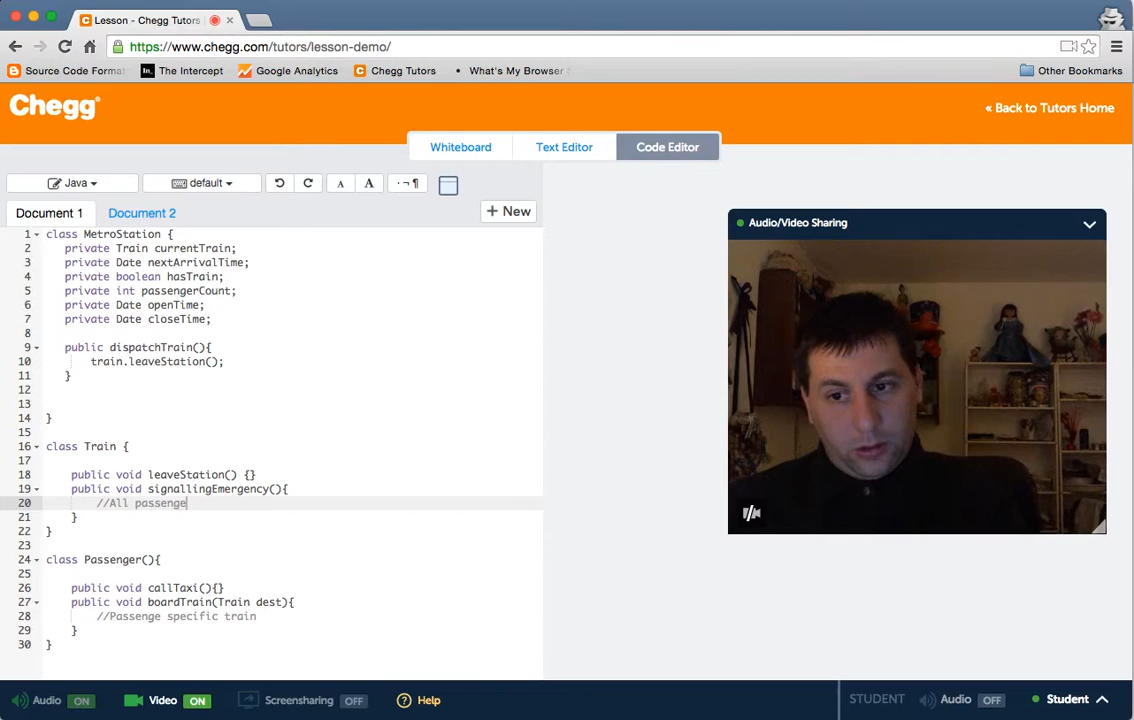 Lesson - Chegg Tutors
https://www.chegg.com/tutors/lesson-demo/
Source Code Format
The Intercept
Google Analytics
Chegg Tutors
What's My Browser
Other Bookmarks
Chegg®
« Back to Tutors Home
Whiteboard
Text Editor
Code Editor
Java
default
A
A
Document 1
Document 2
+ New
1 class MetroStation {
2 private Train currentTrain;
3 private Date nextArrivalTime;
4 private boolean hasTrain;
5 private int passengerCount;
6 private Date openTime;
7 private Date closeTime;
8
9 public dispatchTrain(){
10 train.leaveStation();
11 }
12
13
14 }
15
16 class Train {
17
18 public void leaveStation() {}
19 public void signallingEmergency(){
20 //All passenge
21 }
22 }
23
24 class Passenger(){
25
26 public void callTaxi(){}
27 public void boardTrain(Train dest){
28 //Passenge specific train
29 }
30 }
Audio/Video Sharing
Audio ON
Video ON
Screensharing OFF
? Help
STUDENT
Audio OFF
Student